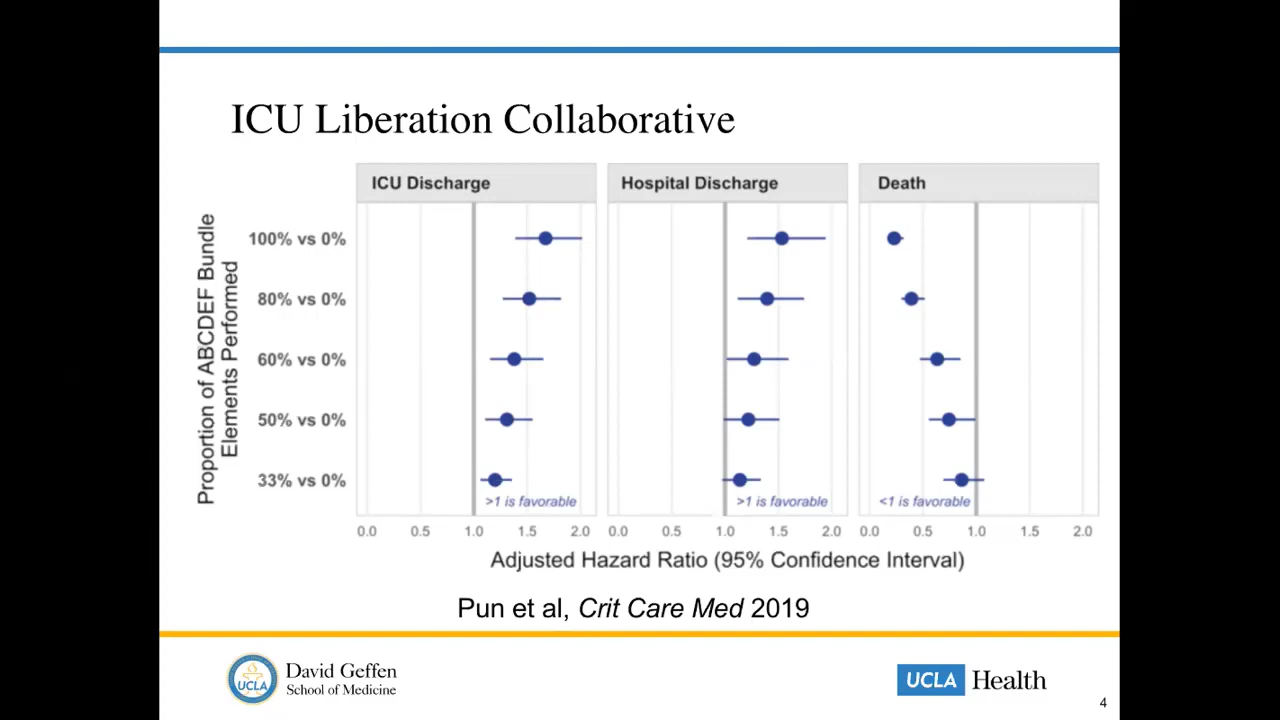 ICU Liberation Collaborative
ICU Discharge
Hospital Discharge
Death
Proportion of ABCDEF Bundle
Elements Performed
100% vs 0%
80% vs 0%
60% vs 0%
50% vs 0%
33% vs 0%
>1 is favorable
>1 is favorable
<1 is favorable
0.0 0.5 1.0 1.5 2.0
0.0 0.5 1.0 1.5 2.0
0.0 0.5 1.0 1.5 2.0
Adjusted Hazard Ratio (95% Confidence Interval)
Pun et al, Crit Care Med 2019
UCLA
David Geffen
School of Medicine
UCLA Health
4